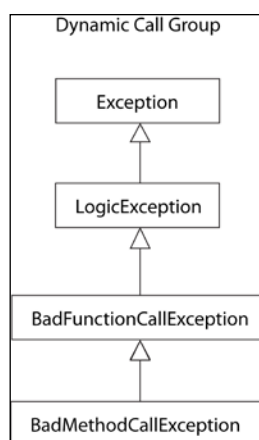 Dynamic Call Group
Exception
LogicException
BadFunctionCallException
BadMethodCallException